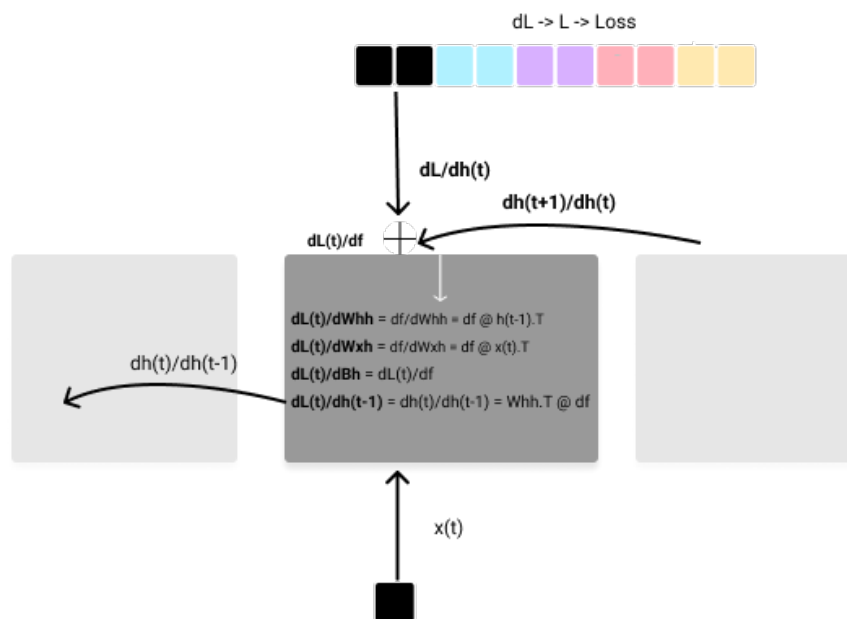 dL -> L -> Loss
dL/dh(t)
dh(t+1)/dh(t)
dL(t)/df
dL(t)/dWhh = df/dWhh = df @ h(t-1).T
dL(t)/dWxh = df/dWxh = df @ x(t).T
dh(t)/dh(t-1)
dL(t)/dBh = dL(t)/df
dL(t)/dh(t-1) = dh(t)/dh(t-1) = Whh.T @ df
x(t)